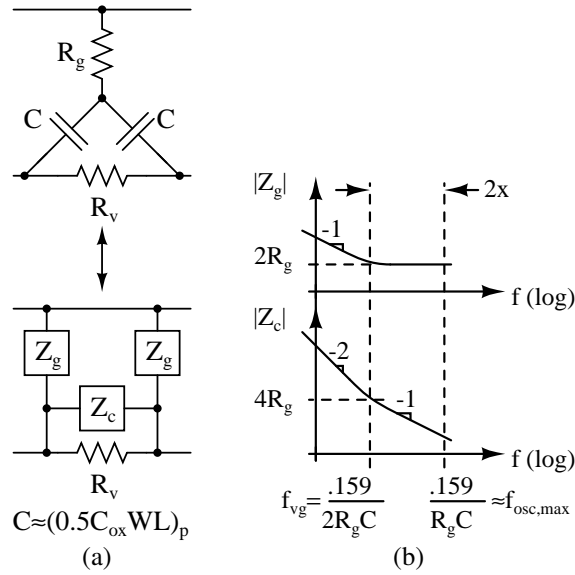 R_g
C
C
R_v
Z_g
Z_g
Z_c
R_v
C≈(0.5C_oxWL)_p
(a)
|Z_g|
2x
-1
2R_g
f (log)
|Z_c|
-2
4R_g
-1
f (log)
f_vg= .159 / 2R_gC
.159 / R_gC ≈f_osc,max
(b)